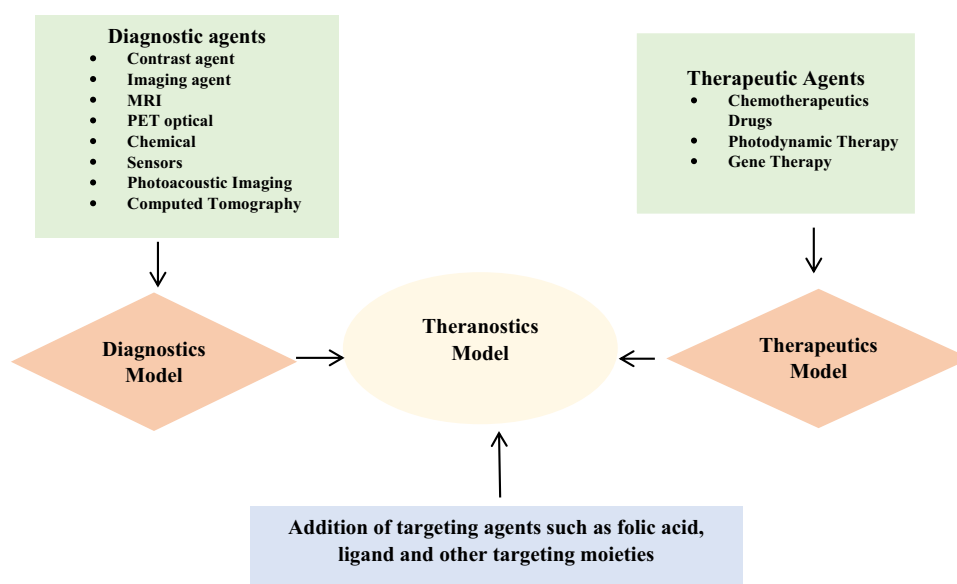 Diagnostic agents
• Contrast agent
• Imaging agent
• MRI
• PET optical
• Chemical
• Sensors
• Photoacoustic Imaging
• Computed Tomography
Therapeutic Agents
• Chemotherapeutics
Drugs
• Photodynamic Therapy
• Gene Therapy
Diagnostics
Model
Theranostics
Model
Therapeutics
Model
Addition of targeting agents such as folic acid,
ligand and other targeting moieties